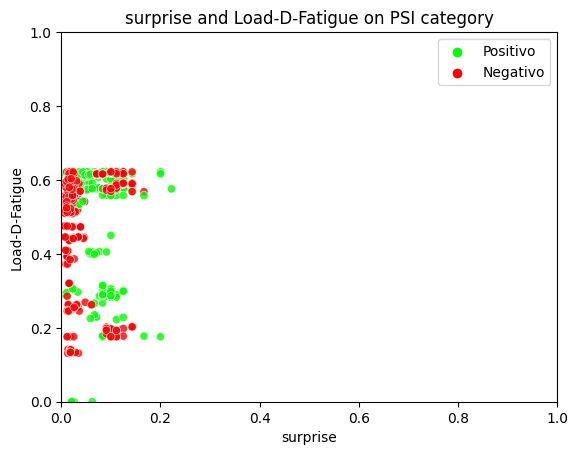 surprise and Load-D-Fatigue on PSI category
1.0
0.8
0.6
0.4
0.2
0.0
Load-D-Fatigue
Positivo
Negativo
0.0 0.2 0.4 0.6 0.8 1.0
surprise